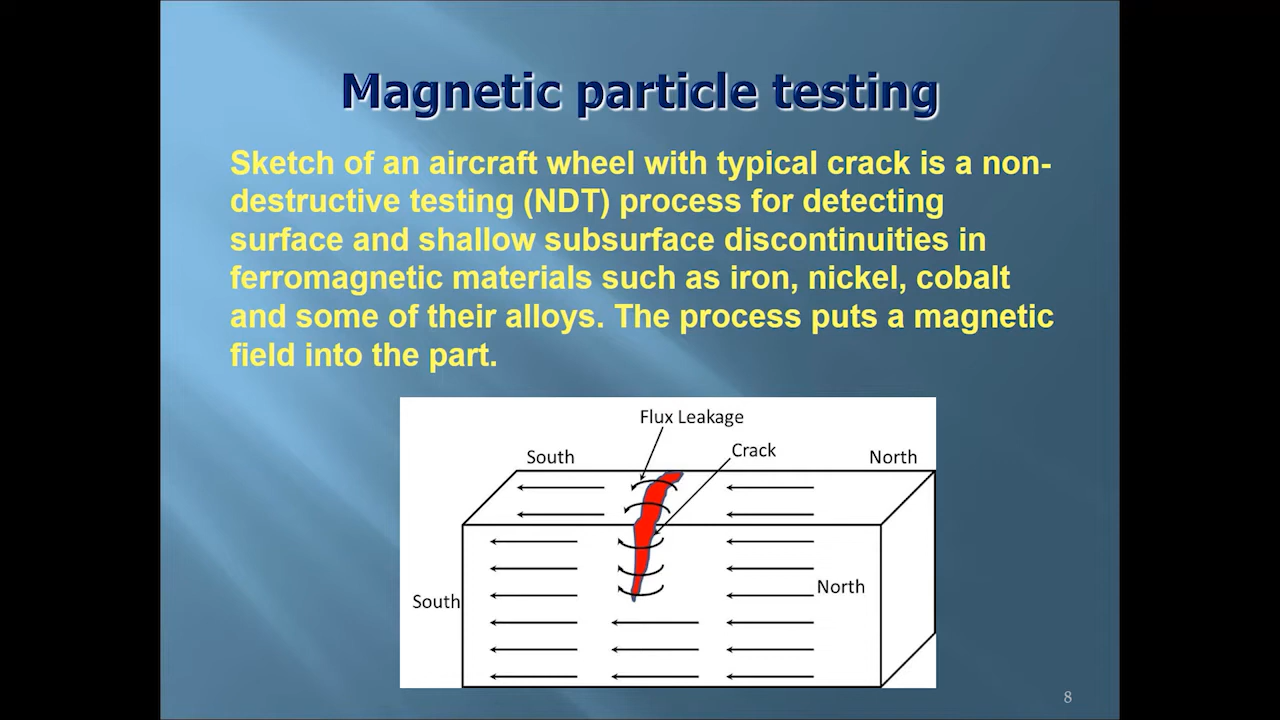 Magnetic particle testing
Sketch of an aircraft wheel with typical crack is a non-
destructive testing (NDT) process for detecting
surface and shallow subsurface discontinuities in
ferromagnetic materials such as iron, nickel, cobalt
and some of their alloys. The process puts a magnetic
field into the part.
Flux Leakage
Crack
South
North
North
South
8